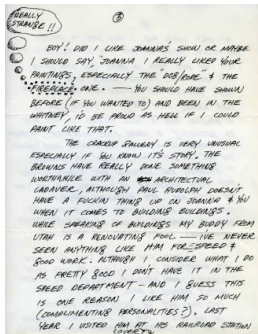 REALLY
STRANGE!!
③
BOY! DID I LIKE JOANNA'S SHOW OR MAYBE
I SHOULD SAY, "JOANNA I REALLY LIKED YOUR
PAINTINGS, ESPECIALLY THE DOG/ROPE" & THE
FIREPLACE ONE. — YOU SHOULD HAVE SHOWN
BEFORE (IF YOU WANTED TO) AND BEEN IN THE
WHITNEY, I'D BE PROUD AS HELL IF I COULD
PAINT LIKE THAT.
THE CRACKUP GALLERY IS VERY UNUSUAL
ESPECIALLY IF YOU KNOW ITS STORY, THE
BROWNS HAVE REALLY DONE SOMETHING
WORTHWHILE WITH AN ARCHITECTURAL
CADAVER, ALTHOUGH PAUL RUDOLPH DOESN'T
HAVE A FUCKIN THING UP ON JOANNA & YOU
WHEN IT COMES TO BUILDING BUILDINGS.
WHILE SPEAKING OF BUILDINGS MY BUDDY FROM
UTAH IS A RENOVATING FOOL — I'VE NEVER
SEEN ANYTHING LIKE HIM FOR SPEED &
GOOD WORK. ALTHOUGH I CONSIDER WHAT I DO
AS PRETTY GOOD I DON'T HAVE IT IN THE
SPEED DEPARTMENT — AND I GUESS THIS
IS ONE REASON I LIKE HIM SO MUCH
(COMPLIMENTING PERSONALITIES?). LAST
YEAR I VISITED HIM AT HIS RAILROAD STATION